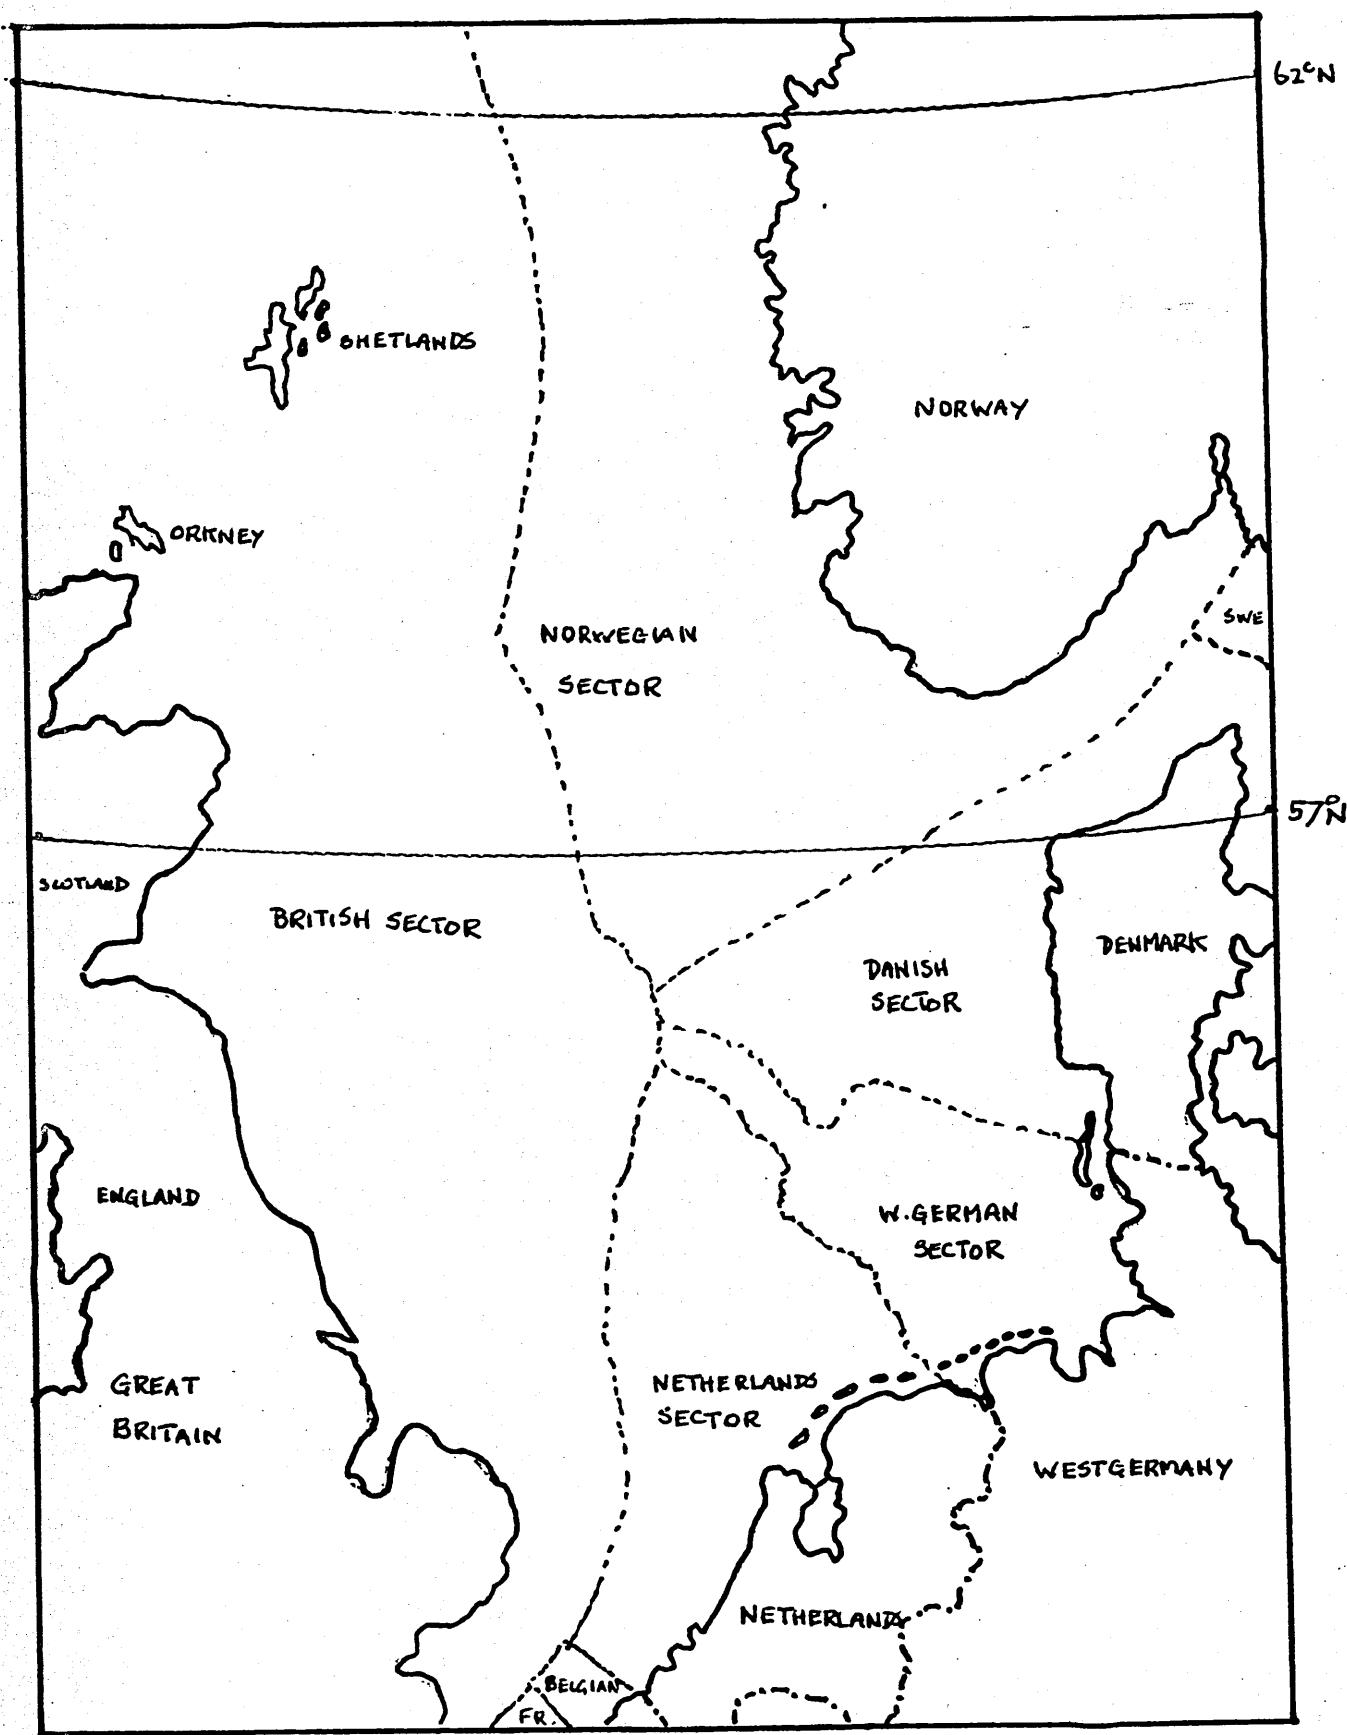 62°N
SHETLANDS
NORWAY
ORKNEY
SWE
NORWEGIAN
SECTOR
57°N
SCOTLAND
BRITISH SECTOR
DENMARK
DANISH
SECTOR
ENGLAND
W.GERMAN
SECTOR
GREAT
BRITAIN
NETHERLANDS
SECTOR
WESTGERMANY
NETHERLANDS
BELGIAN
FR.